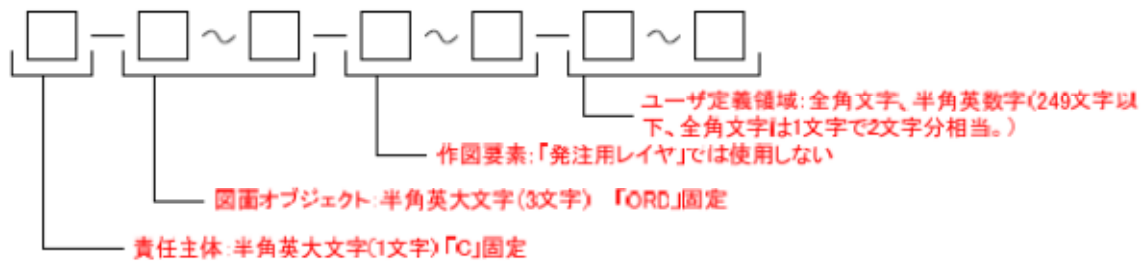 ユーザ定義領域:全角文字、半角英数字(249文字以
下、全角文字は1文字で2文字分相当。)
作図要素:「発注用レイヤ」では使用しない
図面オブジェクト:半角英大文字(3文字) 「ORD」固定
責任主体:半角英大文字(1文字)「C」固定